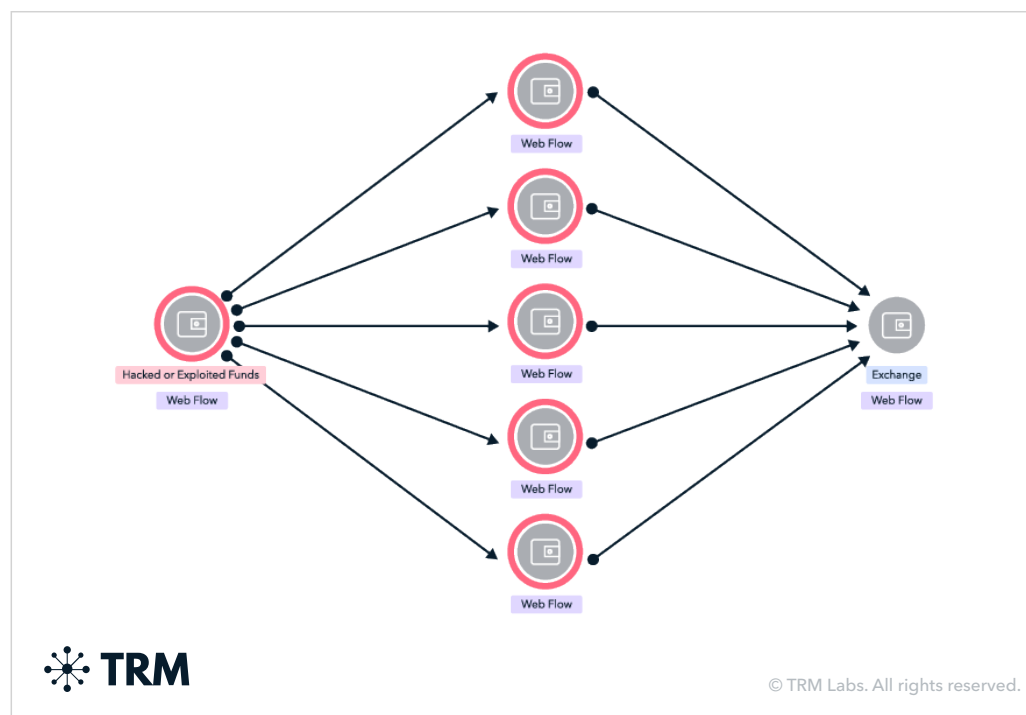 Web Flow
Web Flow
Web Flow
Hacked or Exploited Funds
Web Flow
Exchange
Web Flow
Web Flow
Web Flow
TRM
© TRM Labs. All rights reserved.